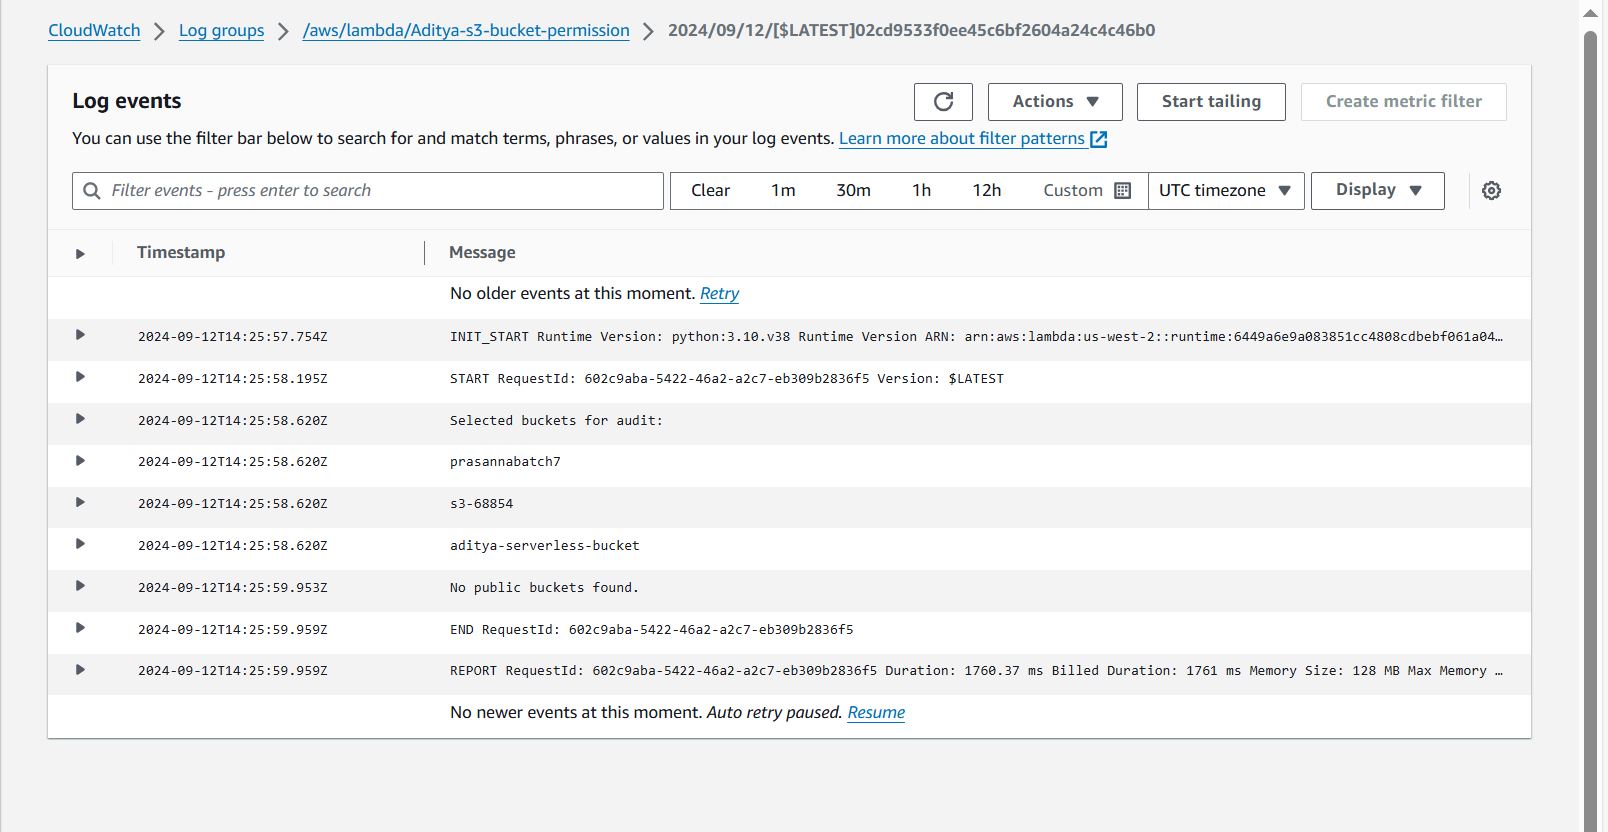 CloudWatch > Log groups > /aws/lambda/Aditya-s3-bucket-permission > 2024/09/12/[$LATEST]02cd9533f0ee45c6bf2604a24c4c46b0
Log events
Actions
Start tailing
Create metric filter
You can use the filter bar below to search for and match terms, phrases, or values in your log events. Learn more about filter patterns
Filter events - press enter to search
Clear 1m 30m 1h 12h Custom
UTC timezone
Display
Timestamp Message
No older events at this moment. Retry
2024-09-12T14:25:57.754Z INIT_START Runtime Version: python:3.10.v38 Runtime Version ARN: arn:aws:lambda:us-west-2::runtime:6449a6e9a083851cc4808cdbebf061a04…
2024-09-12T14:25:58.195Z START RequestId: 602c9aba-5422-46a2-a2c7-eb309b2836f5 Version: $LATEST
2024-09-12T14:25:58.620Z Selected buckets for audit:
2024-09-12T14:25:58.620Z prasannabatch7
2024-09-12T14:25:58.620Z s3-68854
2024-09-12T14:25:58.620Z aditya-serverless-bucket
2024-09-12T14:25:59.953Z No public buckets found.
2024-09-12T14:25:59.959Z END RequestId: 602c9aba-5422-46a2-a2c7-eb309b2836f5
2024-09-12T14:25:59.959Z REPORT RequestId: 602c9aba-5422-46a2-a2c7-eb309b2836f5 Duration: 1760.37 ms Billed Duration: 1761 ms Memory Size: 128 MB Max Memory …
No newer events at this moment. Auto retry paused. Resume